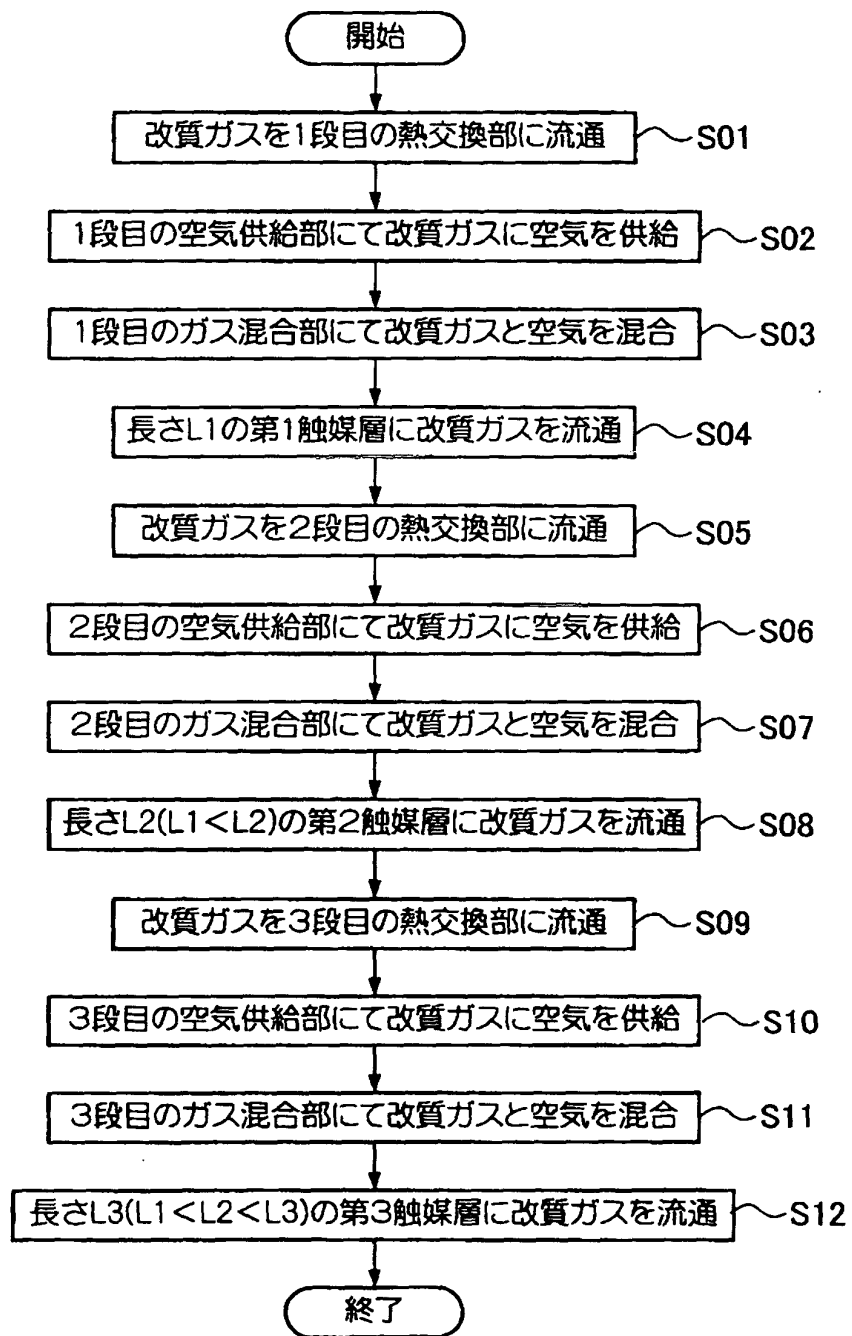 開始
改質ガスを1段目の熱交換部に流通 S01
1段目の空気供給部にて改質ガスに空気を供給 S02
1段目のガス混合部にて改質ガスと空気を混合 S03
長さL1の第1触媒層に改質ガスを流通 S04
改質ガスを2段目の熱交換部に流通 S05
2段目の空気供給部にて改質ガスに空気を供給 S06
2段目のガス混合部にて改質ガスと空気を混合 S07
長さL2(L1<L2)の第2触媒層に改質ガスを流通 S08
改質ガスを3段目の熱交換部に流通 S09
3段目の空気供給部にて改質ガスに空気を供給 S10
3段目のガス混合部にて改質ガスと空気を混合 S11
長さL3(L1<L2<L3)の第3触媒層に改質ガスを流通 S12
終了